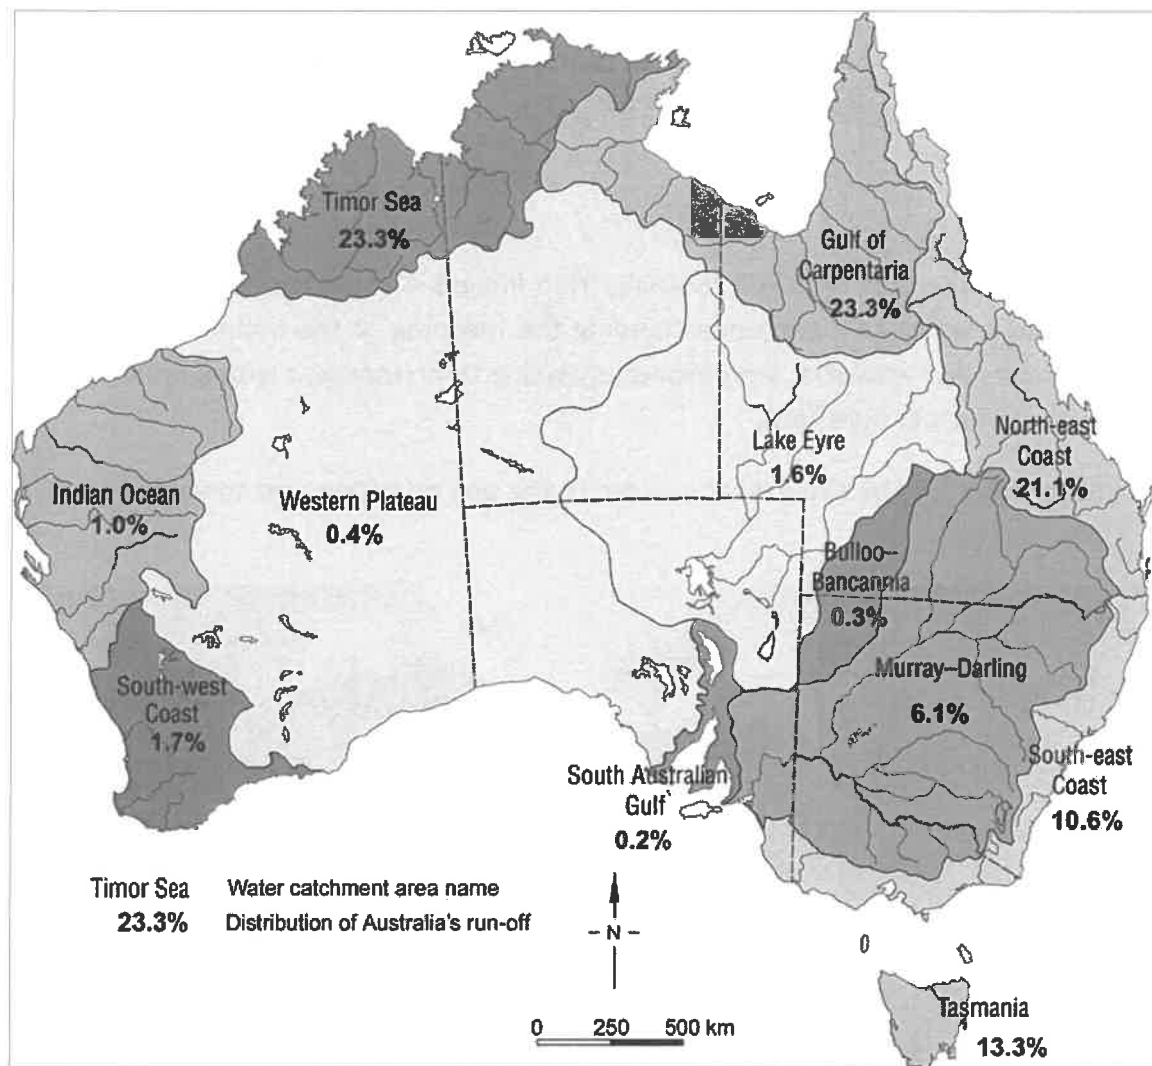 Timor Sea
23.3%
Gulf of
Carpentaria
23.3%
Lake Eyre
1.6%
North-east
Coast
21.1%
Indian Ocean
1.0%
Western Plateau
0.4%
Bulloo–
Bancannia
0.3%
Murray–Darling
6.1%
South-west
Coast
1.7%
South Australian
Gulf
0.2%
South-east
Coast
10.6%
Timor Sea Water catchment area name
23.3% Distribution of Australia's run-off
– N –
0 250 500 km
Tasmania
13.3%